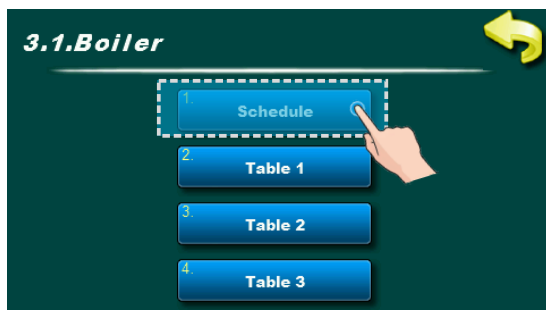 3.1.Boiler
1. Schedule
2. Table 1
3. Table 2
4. Table 3